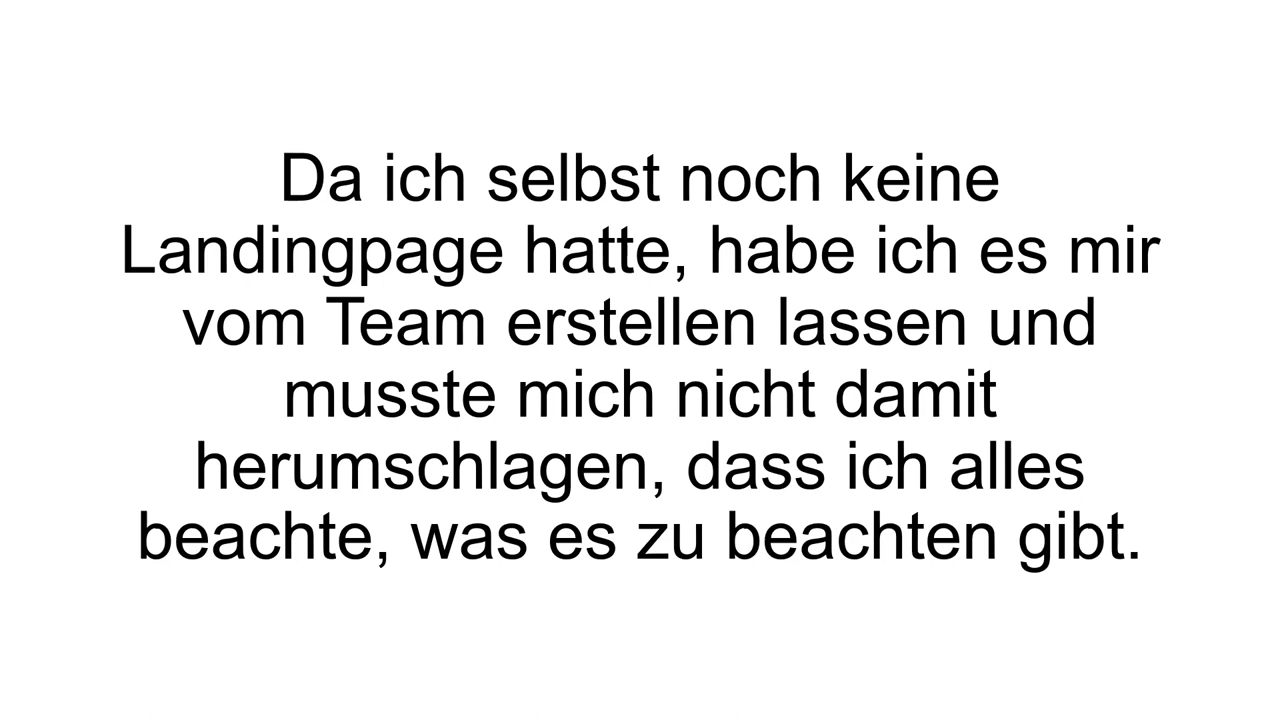 Da ich selbst noch keine
Landingpage hatte, habe ich es mir
vom Team erstellen lassen und
musste mich nicht damit
herumschlagen, dass ich alles
beachte, was es zu beachten gibt.